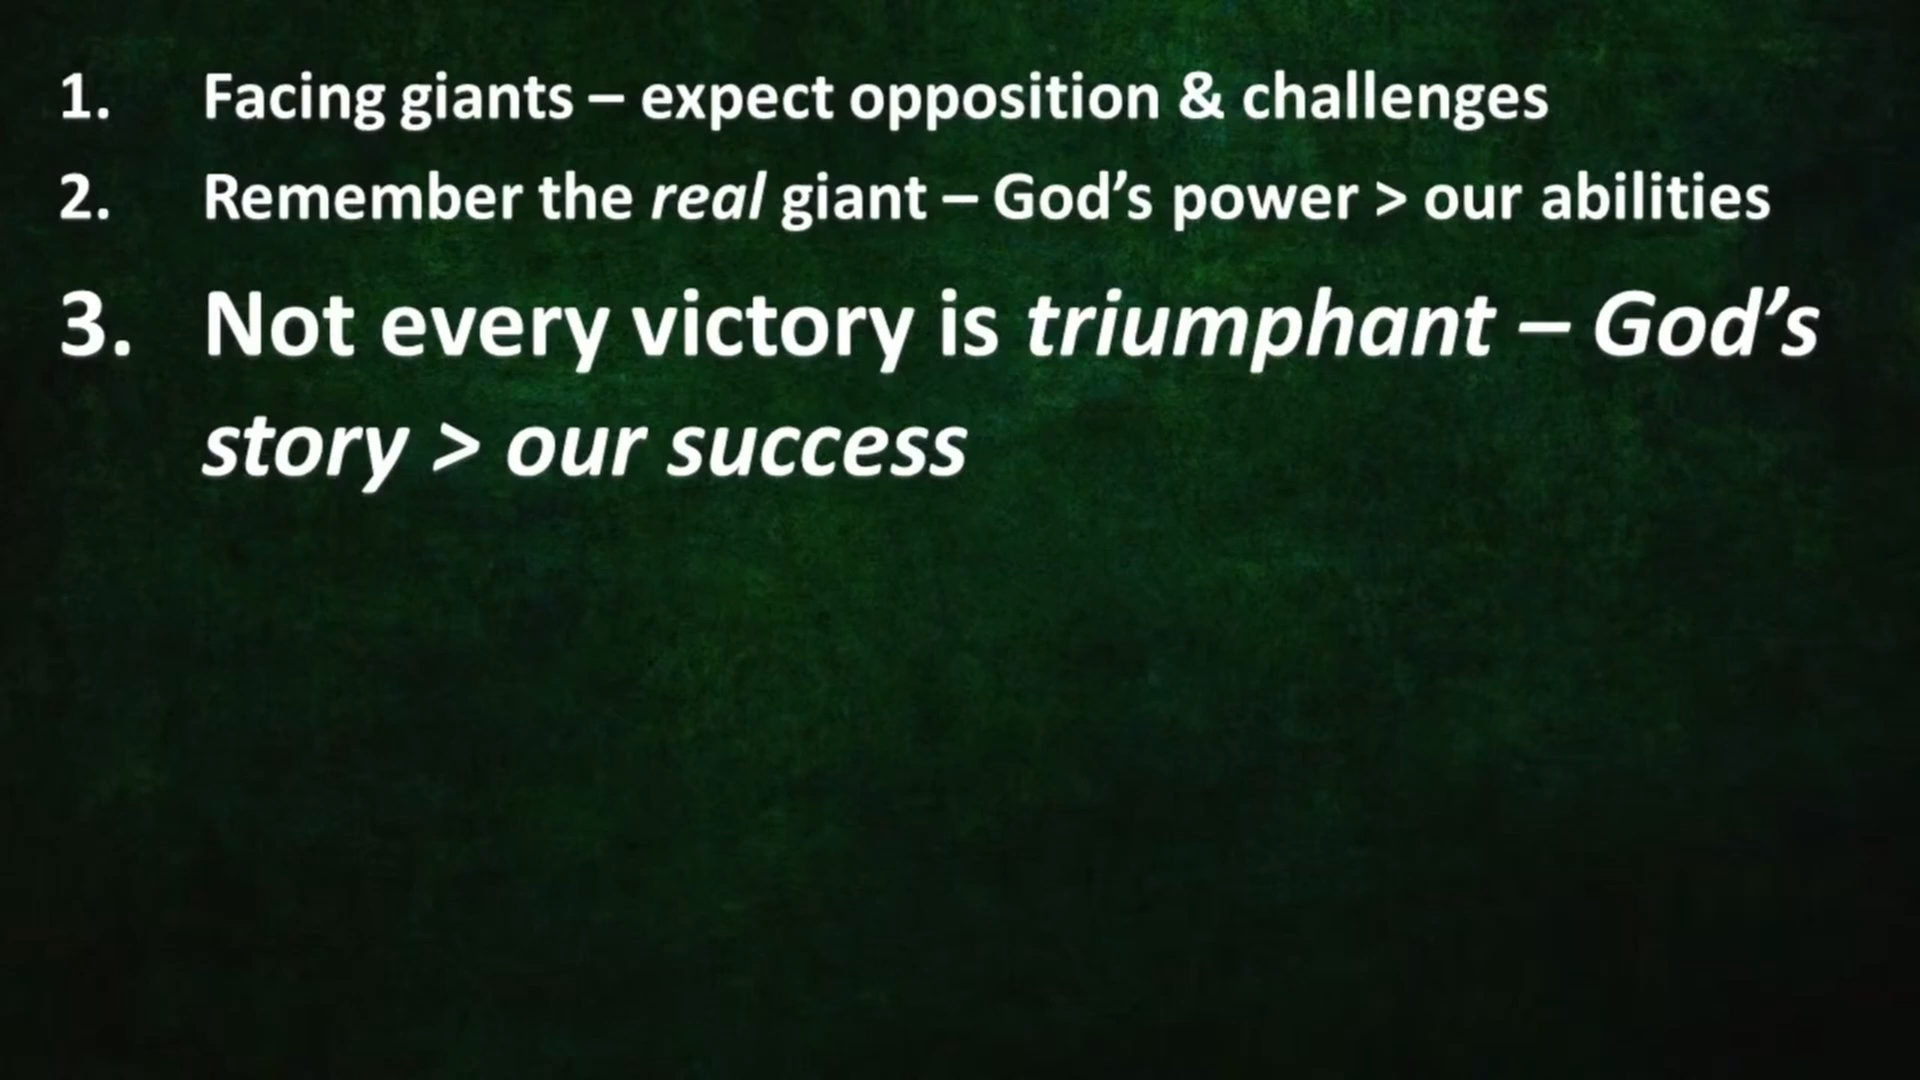 1. Facing giants – expect opposition & challenges
2. Remember the real giant – God’s power > our abilities
3. Not every victory is triumphant – God’s
story > our success